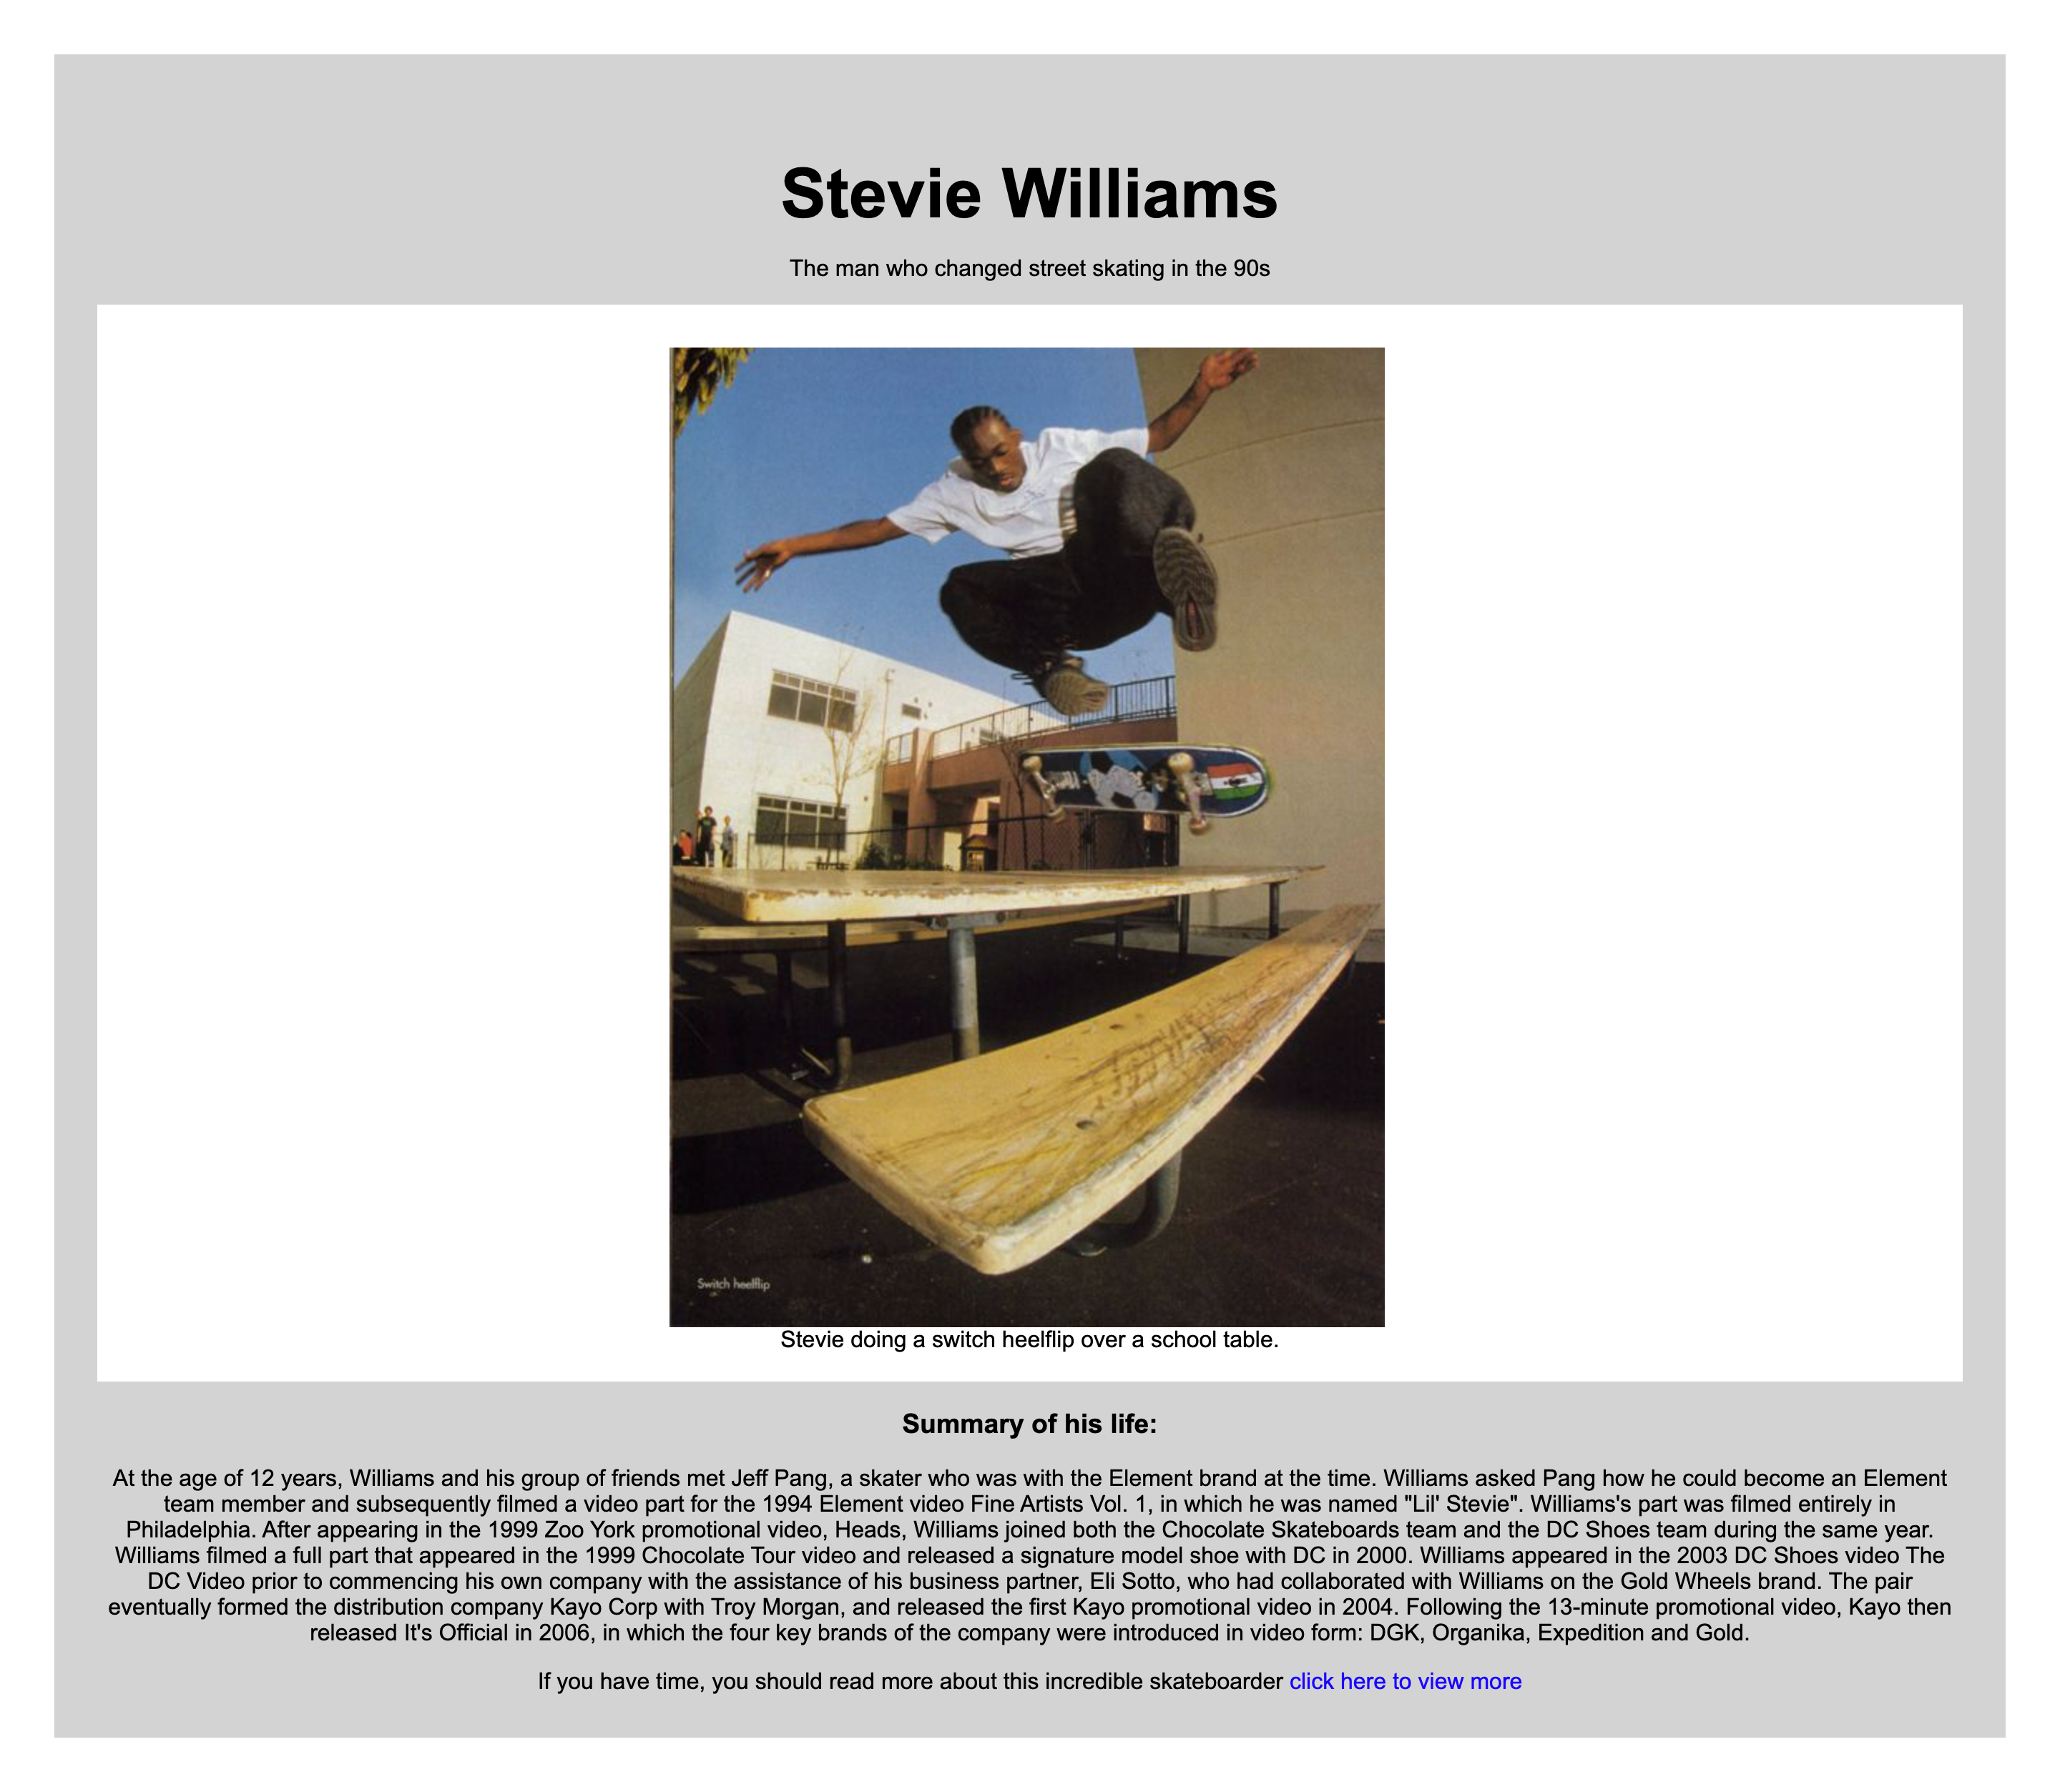 Stevie Williams
The man who changed street skating in the 90s
Switch heelflip
Stevie doing a switch heelflip over a school table.
Summary of his life:
At the age of 12 years, Williams and his group of friends met Jeff Pang, a skater who was with the Element brand at the time. Williams asked Pang how he could become an Element
team member and subsequently filmed a video part for the 1994 Element video Fine Artists Vol. 1, in which he was named "Lil' Stevie". Williams's part was filmed entirely in
Philadelphia. After appearing in the 1999 Zoo York promotional video, Heads, Williams joined both the Chocolate Skateboards team and the DC Shoes team during the same year.
Williams filmed a full part that appeared in the 1999 Chocolate Tour video and released a signature model shoe with DC in 2000. Williams appeared in the 2003 DC Shoes video The
DC Video prior to commencing his own company with the assistance of his business partner, Eli Sotto, who had collaborated with Williams on the Gold Wheels brand. The pair
eventually formed the distribution company Kayo Corp with Troy Morgan, and released the first Kayo promotional video in 2004. Following the 13-minute promotional video, Kayo then
released It's Official in 2006, in which the four key brands of the company were introduced in video form: DGK, Organika, Expedition and Gold.
If you have time, you should read more about this incredible skateboarder click here to view more